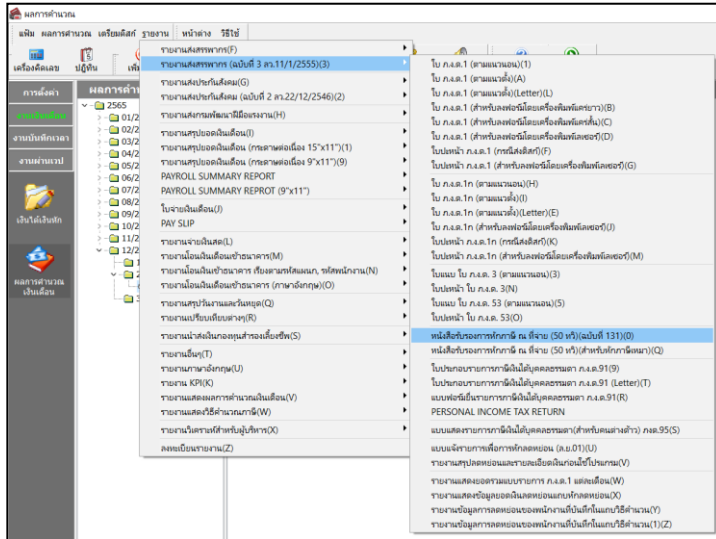 ผลการคำนวณ
แฟ้ม ผลการคำนวณ เครียมดิสก์ รายงาน หน้าต่าง วิธีใช้
เครื่องคิดเลข ปฏิทิน
การตั้งค่า
งานเงินเดือน
งานบันทึกเวลา
งานผ่านเวป
เงินได้เงินหัก
ผลการคำนวณ
เงินเดือน
ผลการคำ
2565
01/2
02/2
03/2
04/2
05/2
06/2
07/2
08/2
09/2
10/2
11/2
12/2
1
2
3
รายงานส่งสรรพากร(F)
รายงานส่งสรรพากร (ฉบับที่ 3 ลว.11/1/2555)(3)
รายงานส่งประกันสังคม(G)
รายงานส่งประกันสังคม (ฉบับที่ 2 ลว.22/12/2546)(2)
รายงานส่งกรมพัฒนาฝีมือแรงงาน(H)
รายงานสรุปยอดเงินเดือน(I)
รายงานสรุปยอดเงินเดือน (กระดาษต่อเนื่อง 15"x11")(1)
รายงานสรุปยอดเงินเดือน (กระดาษต่อเนื่อง 9"x11")(9)
PAYROLL SUMMARY REPORT
PAYROLL SUMMARY REPROT (9"x11")
ใบจ่ายเงินเดือน(J)
PAY SLIP
รายงานจ่ายเงินสด(L)
รายงานโอนเงินเดือนเข้าธนาคาร(M)
รายงานโอนเงินเดือนเข้าธนาคาร เรียงตามรหัสแผนก, รหัสพนักงาน(N)
รายงานโอนเงินเดือนเข้าธนาคาร (ภาษาอังกฤษ)(O)
รายงานสรุปวันงานและวันหยุด(Q)
รายงานเปรียบเทียบต่างๆ(R)
รายงานนำส่งเงินกองทุนสำรองเลี้ยงชีพ(S)
รายงานอื่นๆ(T)
รายงานภาษาอังกฤษ(U)
รายงาน KPI(K)
รายงานแสดงผลการคำนวณเงินเดือน(V)
รายงานแสดงวิธีคำนวณภาษี(W)
รายงานวิเคราะห์สำหรับผู้บริหาร(X)
ลงทะเบียนรายงาน(Z)
ใบ ภ.ง.ด.1 (ตามแนวนอน)(1)
ใบ ภ.ง.ด.1 (ตามแนวตั้ง)(A)
ใบ ภ.ง.ด.1 (ตามแนวตั้ง)(Letter)(L)
ใบ ภ.ง.ด.1 (สำหรับลงฟอร์มโดยเครื่องพิมพ์แคร่ยาว)(B)
ใบ ภ.ง.ด.1 (สำหรับลงฟอร์มโดยเครื่องพิมพ์แคร่สั้น)(C)
ใบ ภ.ง.ด.1 (สำหรับลงฟอร์มโดยเครื่องพิมพ์เลเซอร์)(D)
ใบปะหน้า ภ.ง.ด.1 (กรณีส่งดิสก์)(F)
ใบปะหน้า ภ.ง.ด.1 (สำหรับลงฟอร์มโดยเครื่องพิมพ์เลเซอร์)(G)
ใบ ภ.ง.ด.1ก (ตามแนวนอน)(H)
ใบ ภ.ง.ด.1ก (ตามแนวตั้ง)(I)
ใบ ภ.ง.ด.1ก (ตามแนวตั้ง)(Letter)(E)
ใบ ภ.ง.ด.1ก (สำหรับลงฟอร์มโดยเครื่องพิมพ์เลเซอร์)(J)
ใบปะหน้า ภ.ง.ด.1ก (กรณีส่งดิสก์)(K)
ใบปะหน้า ภ.ง.ด.1ก (สำหรับลงฟอร์มโดยเครื่องพิมพ์เลเซอร์)(M)
ใบแนบ ใบ ภ.ง.ด. 3 (ตามแนวนอน)(3)
ใบปะหน้า ใบ ภ.ง.ด. 3(N)
ใบแนบ ใบ ภ.ง.ด. 53 (ตามแนวนอน)(5)
ใบปะหน้า ใบ ภ.ง.ด. 53(O)
หนังสือรับรองการหักภาษี ณ ที่จ่าย (50 ทวิ)(ฉบับที่ 131)(0)
หนังสือรับรองการหักภาษี ณ ที่จ่าย (50 ทวิ)(สำหรับหักภาษีเหมา)(Q)
ใบประกอบรายการภาษีเงินได้บุคคลธรรมดา ภ.ง.ด.91(9)
ใบประกอบรายการภาษีเงินได้บุคคลธรรมดา ภ.ง.ด.91 (Letter)(T)
แบบฟอร์มยื่นรายการภาษีเงินได้บุคคลธรรมดา ภ.ง.ด.91(R)
PERSONAL INCOME TAX RETURN
แบบแสดงรายการภาษีเงินได้บุคคลธรรมดา(สำหรับคนต่างด้าว) ภงด.95(S)
แบบแจ้งรายการเพื่อการหักลดหย่อน (ล.ย.01)(U)
รายงานสรุปลดหย่อนและรายละเอียดเงินก่อนใช้โปรแกรม(V)
รายงานแสดงยอดรวมแบบรายการ ภ.ง.ด.1 แต่ละเดือน(W)
รายงานแสดงข้อมูลยอดเงินลดหย่อนแถบหักลดหย่อน(X)
รายงานข้อมูลการลดหย่อนของพนักงานที่บันทึกในแถบวิธีคำนวน(Y)
รายงานข้อมูลการลดหย่อนของพนักงานที่บันทึกในแถบวิธีคำนวน(1)(Z)